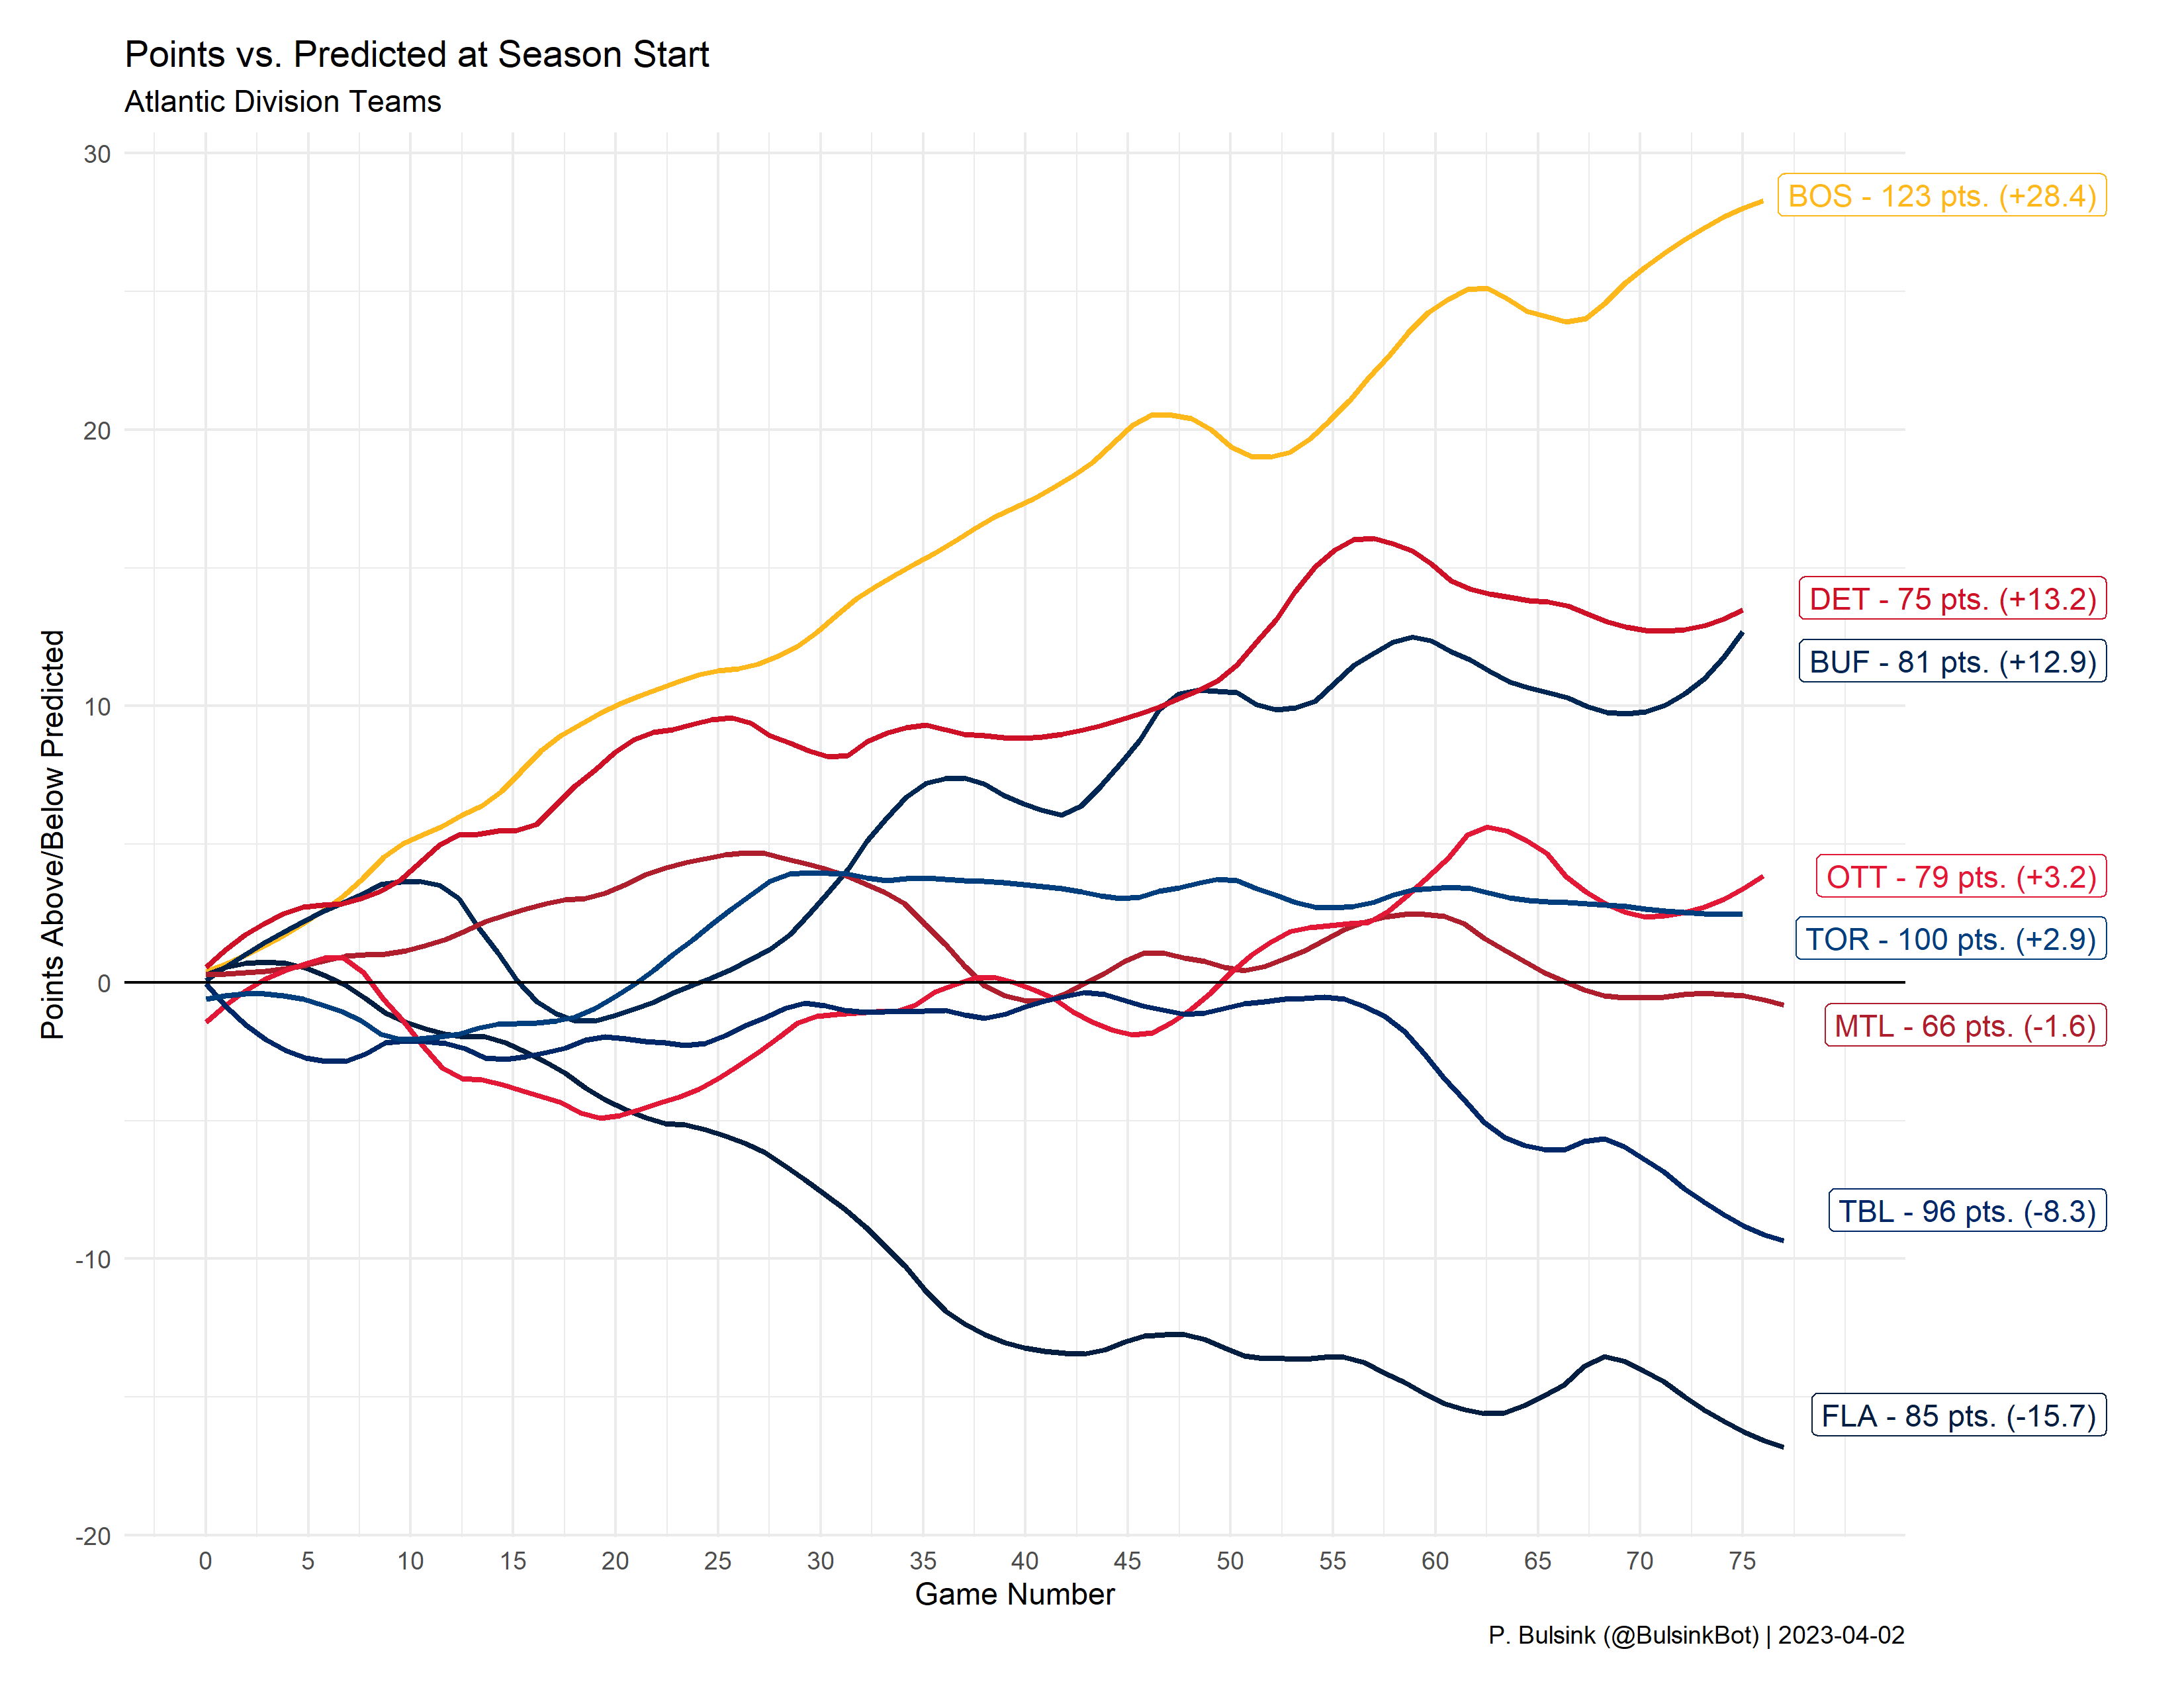 Points vs. Predicted at Season Start
Atlantic Division Teams
Points Above/Below Predicted
30
20
10
0
-10
-20
BOS - 123 pts. (+28.4)
DET - 75 pts. (+13.2)
BUF - 81 pts. (+12.9)
OTT - 79 pts. (+3.2)
TOR - 100 pts. (+2.9)
MTL - 66 pts. (-1.6)
TBL - 96 pts. (-8.3)
FLA - 85 pts. (-15.7)
0 5 10 15 20 25 30 35 40 45 50 55 60 65 70 75
Game Number
P. Bulsink (@BulsinkBot) | 2023-04-02